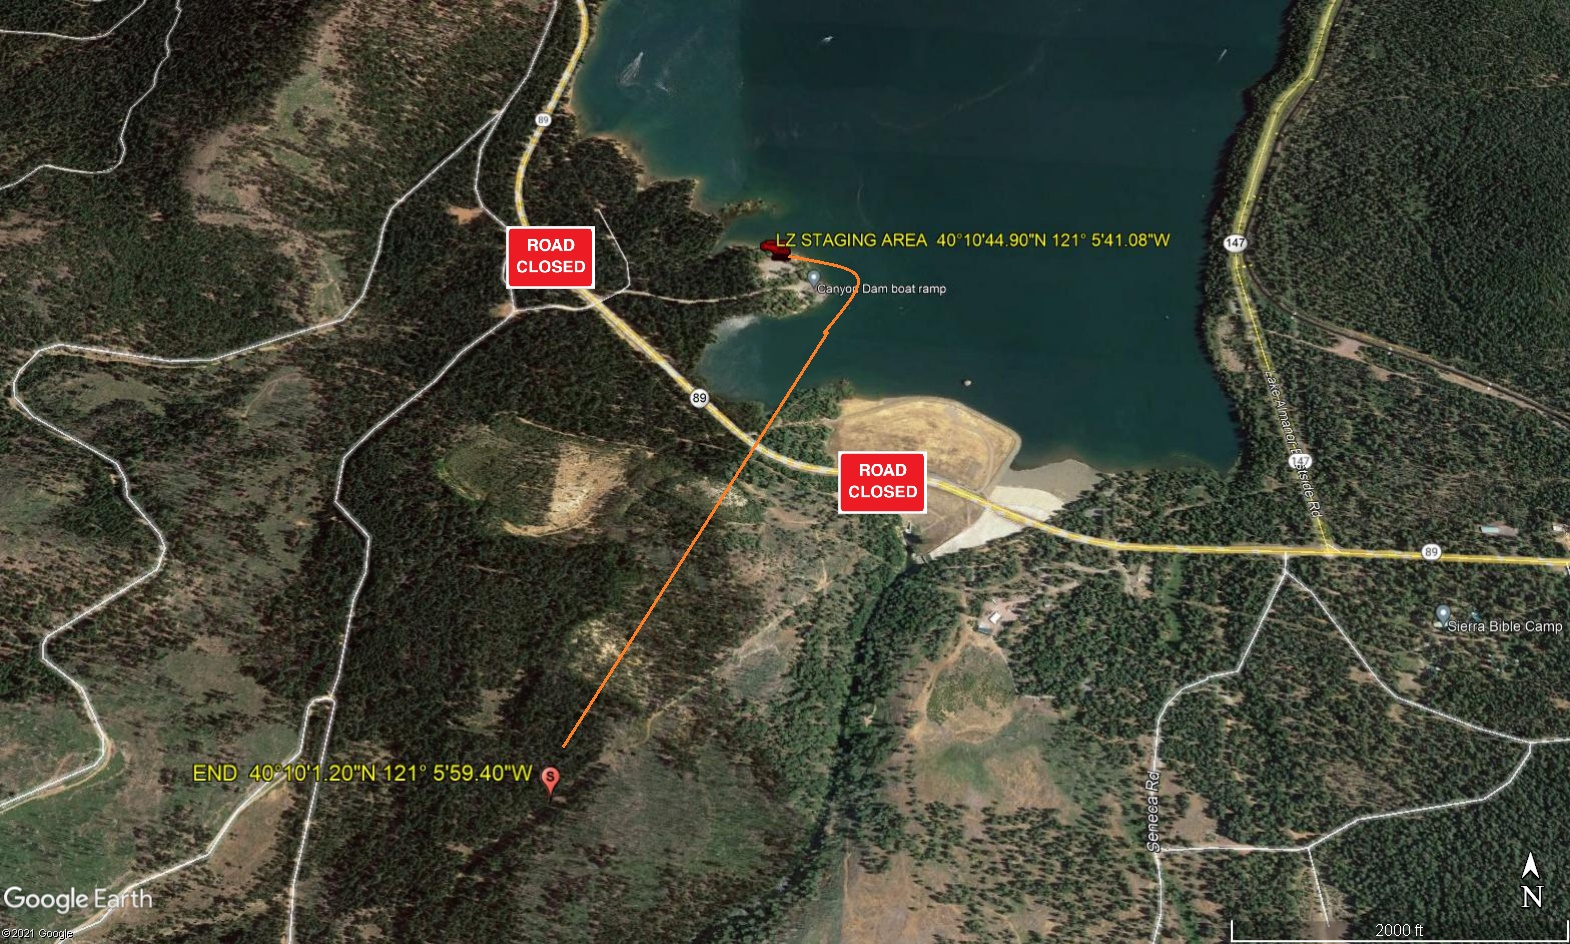 89
ROAD
CLOSED
LZ STAGING AREA 40°10'44.90"N 121° 5'41.08"W
147
Canyon Dam boat ramp
89
Lake Almanor Eastside Rd
147
ROAD
CLOSED
89
Sierra Bible Camp
END 40°10'1.20"N 121° 5'59.40"W
S
Seneca Rd
Google Earth
©2021 Google
N
2000 ft